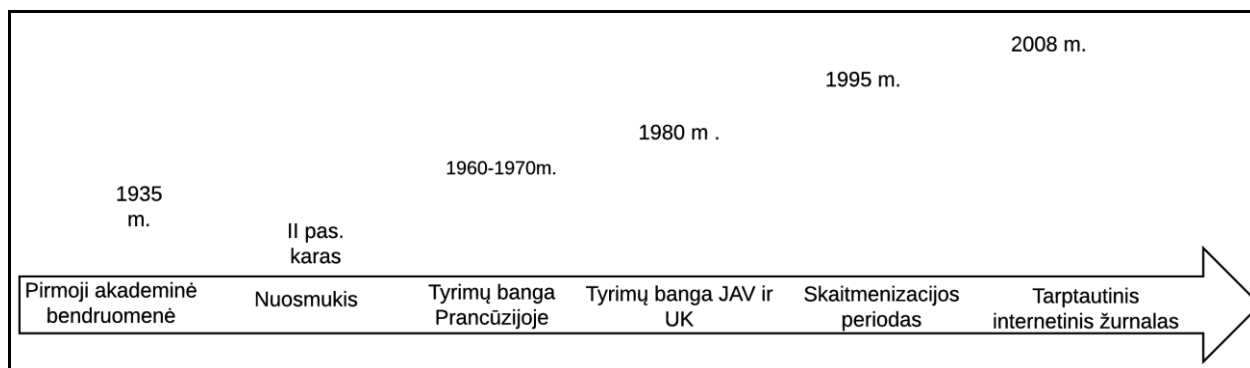 2008 m.
1995 m.
1980 m .
1960-1970m.
1935
m.
II pas.
karas
Pirmoji akademinė
bendruomenė
Nuosmukis
Tyrimų banga
Prancūzijoje
Tyrimų banga JAV ir
UK
Skaitmenizacijos
periodas
Tarptautinis
internetinis žurnalas